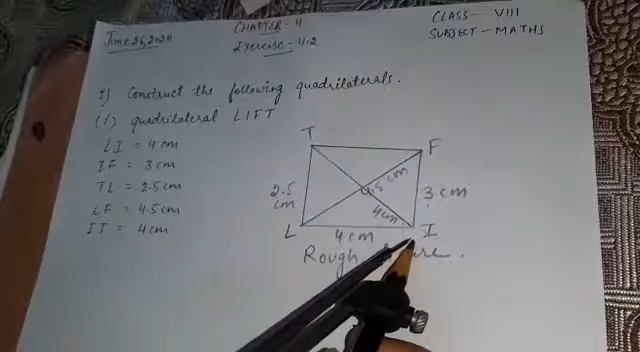 June 26, 2020
CHAPTER - 4
CLASS - VIII
Exercise - 4.2
SUBJECT - MATHS
1) Construct the following quadrilaterals.
(i) quadrilateral LIFT
LI = 4 cm
IF = 3 cm
TL = 2.5 cm
LF = 4.5 cm
IT = 4 cm
T
F
4.5 cm
2.5 cm
3 cm
4 cm
L
4 cm
I
Rough